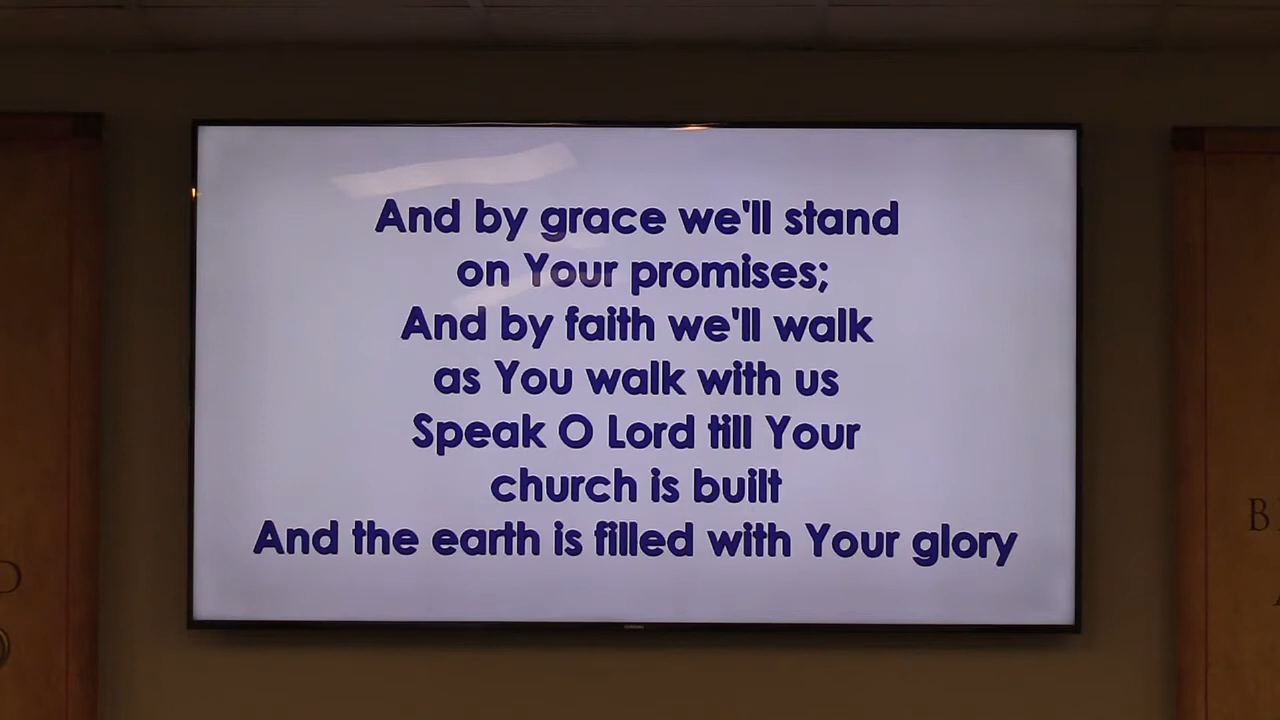 And by grace we'll stand
on Your promises;
And by faith we'll walk
as You walk with us
Speak O Lord till Your
church is built
And the earth is filled with Your glory